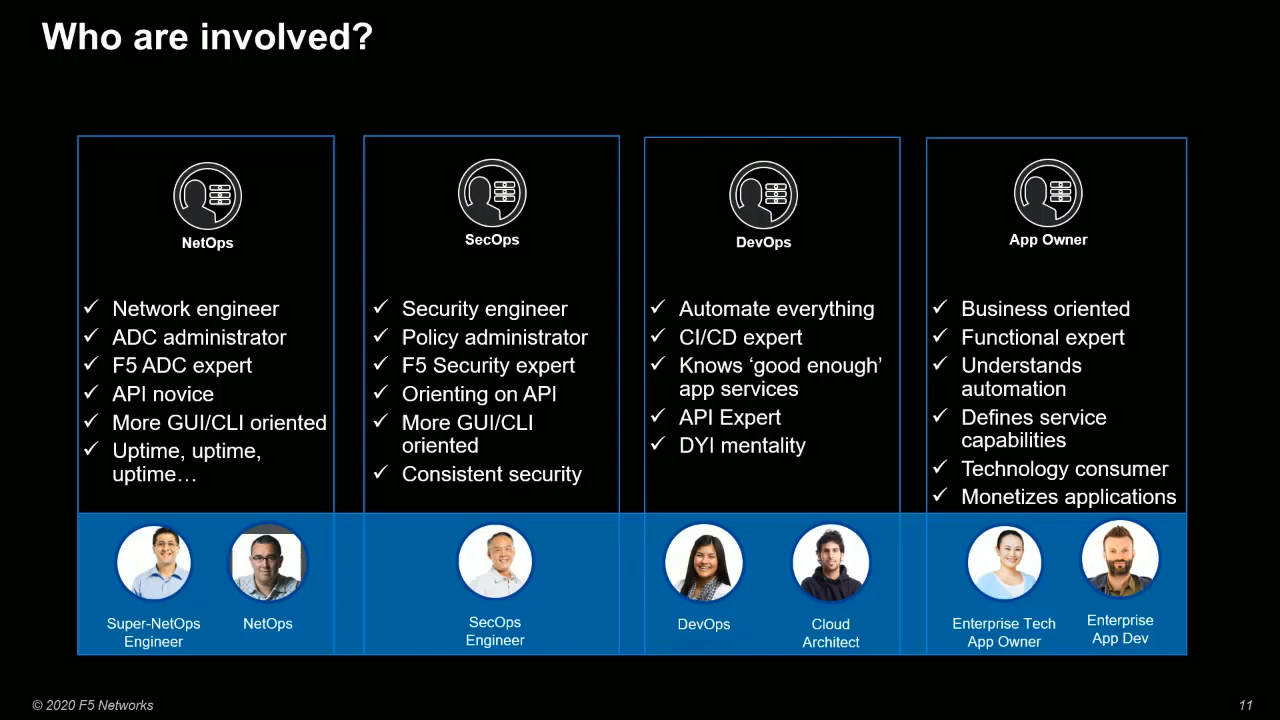 Who are involved?
NetOps
✓ Network engineer
✓ ADC administrator
✓ F5 ADC expert
✓ API novice
✓ More GUI/CLI oriented
✓ Uptime, uptime,
uptime…
Super-NetOps
Engineer
NetOps
SecOps
✓ Security engineer
✓ Policy administrator
✓ F5 Security expert
✓ Orienting on API
✓ More GUI/CLI
oriented
✓ Consistent security
SecOps
Engineer
DevOps
✓ Automate everything
✓ CI/CD expert
✓ Knows ‘good enough’
app services
✓ API Expert
✓ DYI mentality
DevOps
Cloud
Architect
App Owner
✓ Business oriented
✓ Functional expert
✓ Understands
automation
✓ Defines service
capabilities
✓ Technology consumer
✓ Monetizes applications
Enterprise Tech
App Owner
Enterprise
App Dev
© 2020 F5 Networks
11